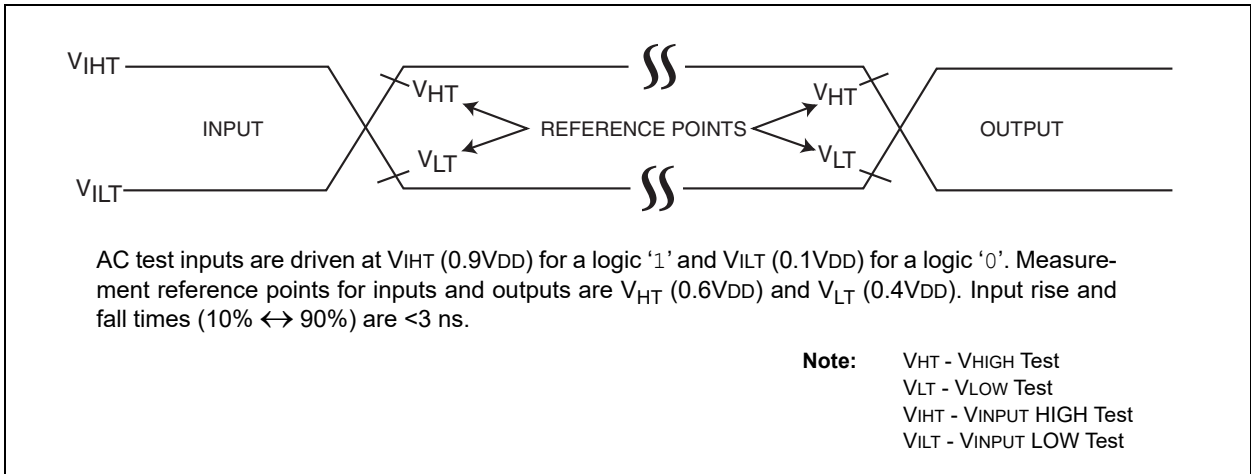 VIHT
VHT
VHT
INPUT
REFERENCE POINTS
OUTPUT
VLT
VLT
VILT
AC test inputs are driven at VIHT (0.9VDD) for a logic ‘1’ and VILT (0.1VDD) for a logic ‘0’. Measure-
ment reference points for inputs and outputs are VHT (0.6VDD) and VLT (0.4VDD). Input rise and
fall times (10% ↔ 90%) are <3 ns.
Note: VHT - VHIGH Test
VLT - VLOW Test
VIHT - VINPUT HIGH Test
VILT - VINPUT LOW Test